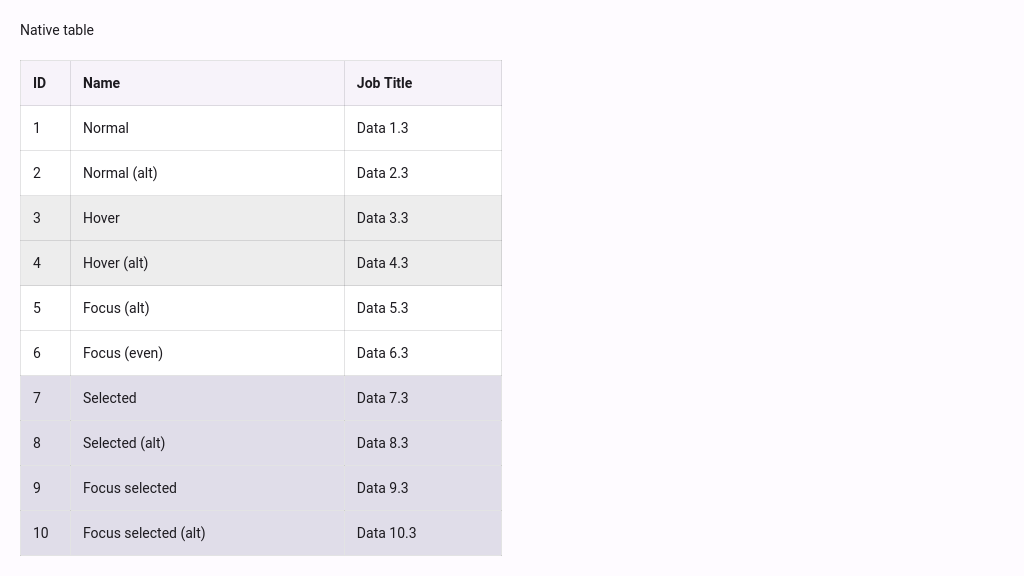 Native table
ID Name Job Title
1 Normal Data 1.3
2 Normal (alt) Data 2.3
3 Hover Data 3.3
4 Hover (alt) Data 4.3
5 Focus (alt) Data 5.3
6 Focus (even) Data 6.3
7 Selected Data 7.3
8 Selected (alt) Data 8.3
9 Focus selected Data 9.3
10 Focus selected (alt) Data 10.3